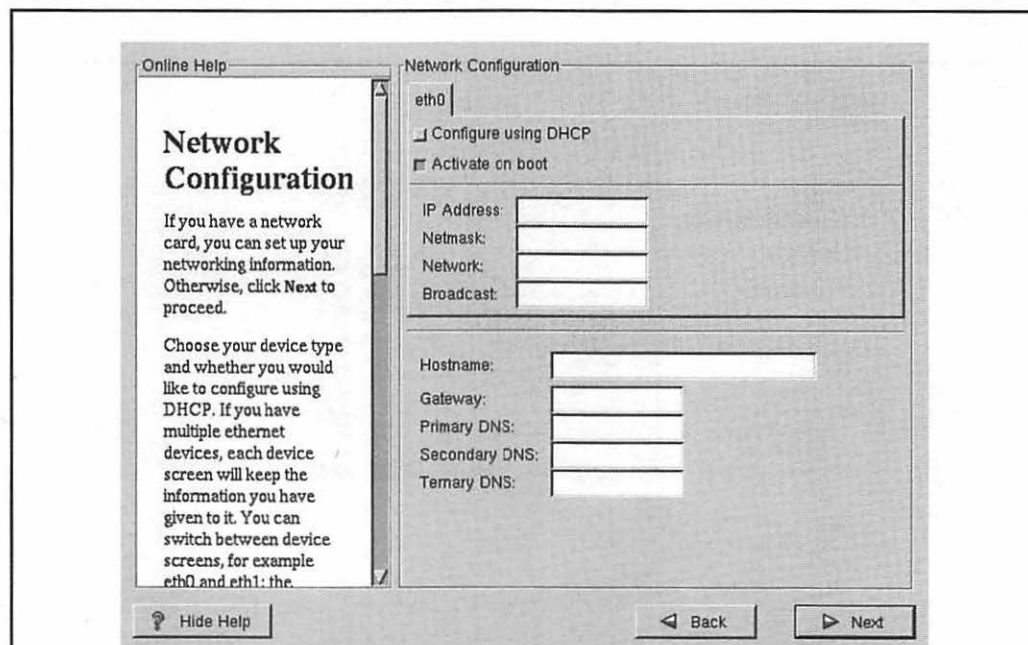 Online Help
Network
Configuration
If you have a network
card, you can set up your
networking information.
Otherwise, click Next to
proceed.
Choose your device type
and whether you would
like to configure using
DHCP. If you have
multiple ethernet
devices, each device
screen will keep the
information you have
given to it. You can
switch between device
screens, for example
eth0 and eth1; the
Network Configuration
eth0
Configure using DHCP
Activate on boot
IP Address:
Netmask:
Network:
Broadcast:
Hostname:
Gateway:
Primary DNS:
Secondary DNS:
Ternary DNS:
? Hide Help
Back
Next